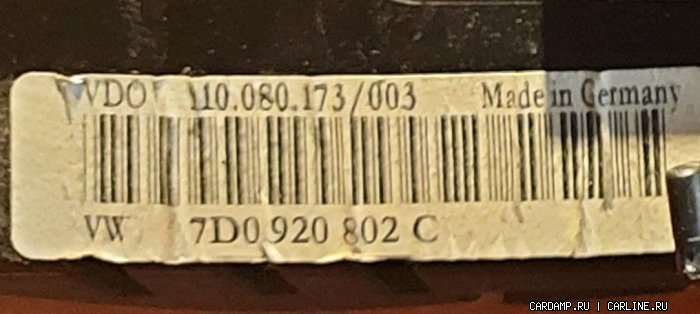 VDO 110.080.173/003 Made in Germany
VW 7D0 920 802 C
CARDAMP.RU | CARLINE.RU